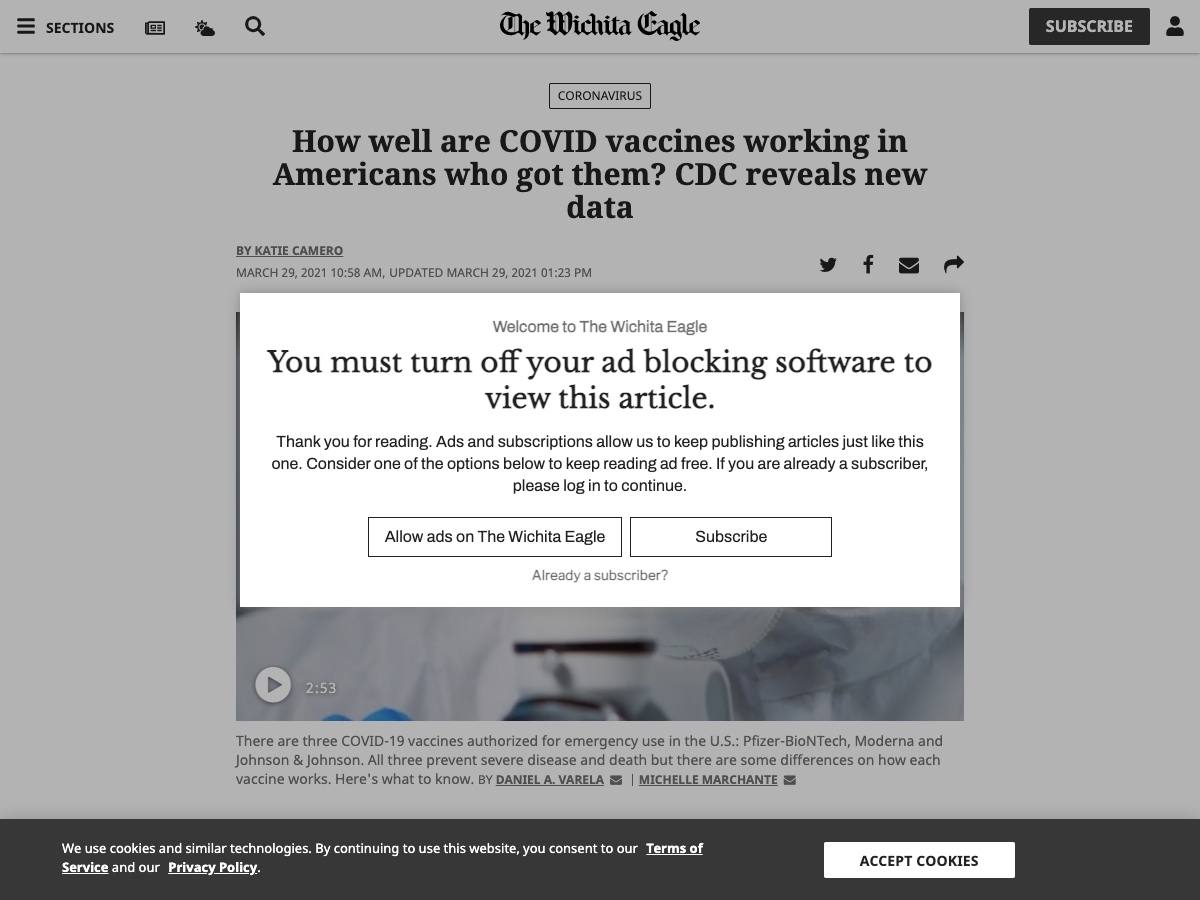 SECTIONS
The Wichita Eagle
SUBSCRIBE
CORONAVIRUS
How well are COVID vaccines working in
Americans who got them? CDC reveals new
data
BY KATIE CAMERO
MARCH 29, 2021 10:58 AM, UPDATED MARCH 29, 2021 01:23 PM
Welcome to The Wichita Eagle
You must turn off your ad blocking software to
view this article.
Thank you for reading. Ads and subscriptions allow us to keep publishing articles just like this
one. Consider one of the options below to keep reading ad free. If you are already a subscriber,
please log in to continue.
Allow ads on The Wichita Eagle
Subscribe
Already a subscriber?
2:53
There are three COVID-19 vaccines authorized for emergency use in the U.S.: Pfizer-BioNTech, Moderna and
Johnson & Johnson. All three prevent severe disease and death but there are some differences on how each
vaccine works. Here's what to know. BY DANIEL A. VARELA | MICHELLE MARCHANTE
We use cookies and similar technologies. By continuing to use this website, you consent to our Terms of
Service and our Privacy Policy.
ACCEPT COOKIES